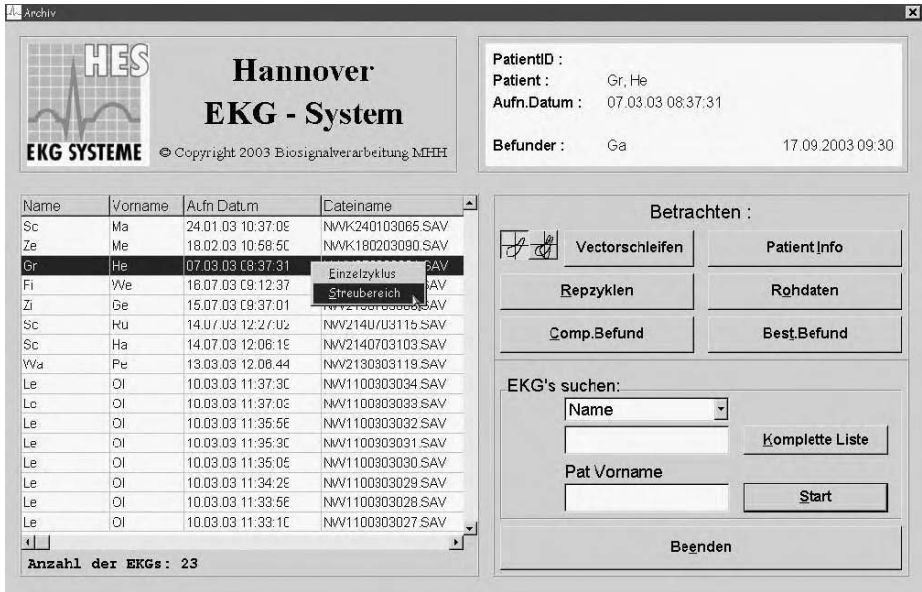 Archiv
HES
EKG SYSTEME
Hannover
EKG - System
© Copyright 2003 Biosignalverarbeitung MHH
PatientID :
Patient : Gr, He
Aufn.Datum : 07.03.03 08:37:31
Befunder : Ga 17.09.2003 09:30
Name Vorname Aufn Datum Dateiname
Sc Ma 24.01.03 10:37:09 NWK240103065.SAV
Ze Me 18.02.03 10:58:50 NWK180203090.SAV
Gr He 07.03.03 08:37:31 SAV
Fi We 16.07.03 09:12:37 SAV
Zi Ge 15.07.03 09:37:01 SAV
Sc Ru 14.07.03 12:27:02 NW2140703115.SAV
Sc Ha 14.07.03 12:06:19 NW2140703103.SAV
Wa Pe 13.03.03 12.06.44 NW2130303119.SAV
Le Ol 10.03.03 11:37:30 NW1100303034.SAV
Le Ol 10.03.03 11:37:03 NW1100303033.SAV
Le Ol 10.03.03 11:35:56 NW1100303032.SAV
Le Ol 10.03.03 11:35:30 NW1100303031.SAV
Le Ol 10.03.03 11:35:05 NW1100303030.SAV
Le Ol 10.03.03 11:34:29 NW1100303029.SAV
Le Ol 10.03.03 11:33:56 NW1100303028.SAV
Le Ol 10.03.03 11:33:10 NW1100303027.SAV
Einzelzyklus
Streubereich
Anzahl der EKGs: 23
Betrachten :
Vectorschleifen
Patient Info
Repzyklen
Rohdaten
Comp.Befund
Best.Befund
EKG's suchen:
Name
Komplette Liste
Pat Vorname
Start
Beenden